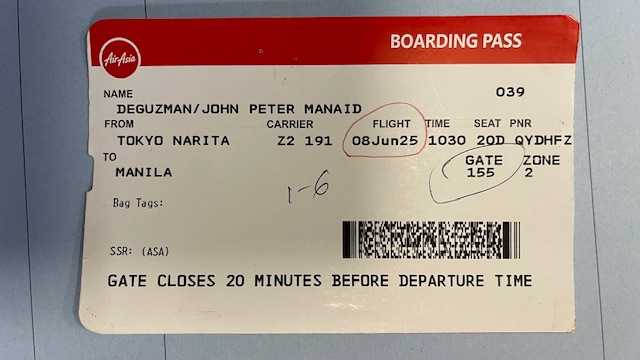 AirAsia
BOARDING PASS
NAME 039
DEGUZMAN/JOHN PETER MANAID
FROM CARRIER FLIGHT TIME SEAT PNR
TOKYO NARITA Z2 191 08Jun25 1030 20D QYDHFZ
TO GATE ZONE
MANILA 155 2
Bag Tags:
1-6
SSR: (ASA)
GATE CLOSES 20 MINUTES BEFORE DEPARTURE TIME